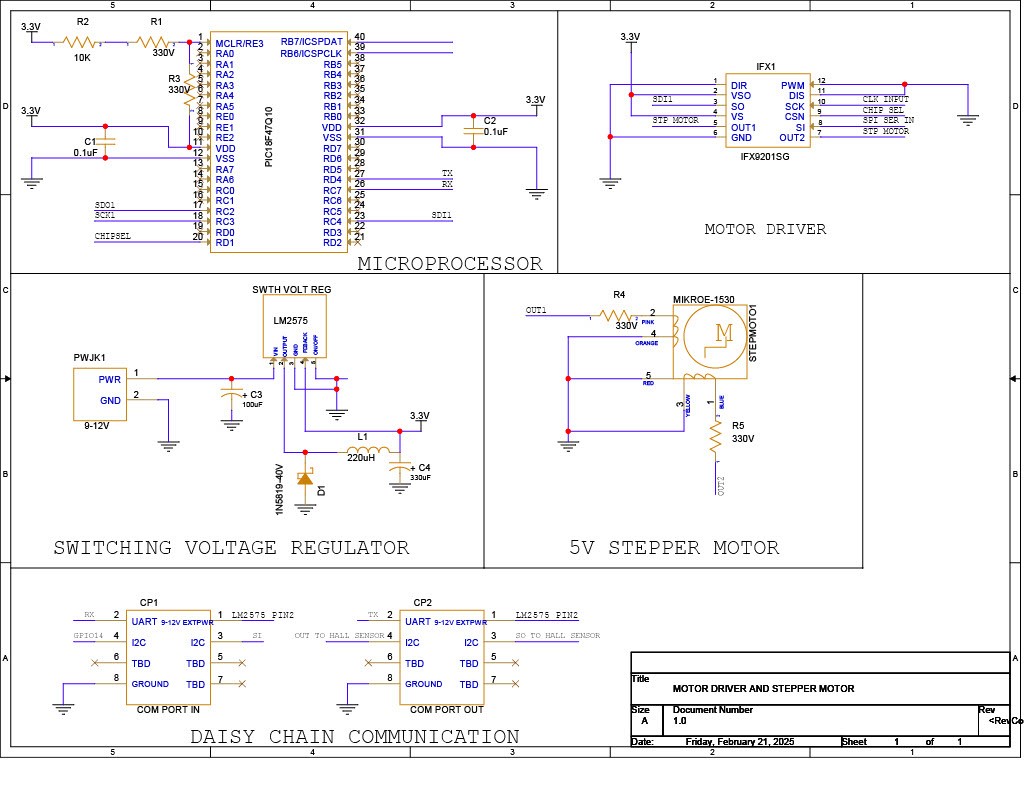 5 4 3 2 1
D
C
B
A
3.3V
R2
10K
R1
330V
R3
330V
3.3V
C1
0.1uF
SDO1
SCK1
CHIPSEL
1 MCLR/RE3
2 RA0
3 RA1
4 RA2
5 RA3
6 RA4
7 RA5
8 RE0
9 RE1
10 RE2
11 VDD
12 VSS
13 RA7
14 RA6
15 RC0
16 RC1
17 RC2
18 RC3
19 RD0
20 RD1
PIC18F47Q10
RB7/ICSPDAT 40
RB6/ICSPCLK 39
RB5 38
RB4 37
RB3 36
RB2 35
RB1 34
RB0 33
VDD 32
VSS 31
RD7 30
RD6 29
RD5 28
RD4 27
RC7 26
RC6 25
RC5 24
RC4 23
RD3 22
RD2 21
TX
RX
SDI1
3.3V
C2
0.1uF
MICROPROCESSOR
3.3V
IFX1
1 DIR
2 VSO
SDI1 3 SO
4 VS
STP MOTOR 5 OUT1
6 GND
PWM 12
DIS 11
SCK 10 CLK INPUT
CSN 9 CHIP SEL
SI 8 SPI SER IN
OUT2 7 STP MOTOR
IFX9201SG
MOTOR DRIVER
SWTH VOLT REG
LM2575
VIN
OUTPUT
GND
FEBACK
ON/OFF
1 2 3 4 5
PWJK1
PWR 1
GND 2
9-12V
+ C3
100uF
3.3V
L1
220uH
+ C4
330uF
1N5819-40V
D1
SWITCHING VOLTAGE REGULATOR
OUT1
R4
330V
2 PINK
4 ORANGE
5 RED
3 YELLOW
1 BLUE
MIKROE-1530
M
STEPMOTO1
R5
330V
OUT2
5V STEPPER MOTOR
CP1
RX 2 UART 9-12V EXTPWR 1 LM2575 PIN2
GPIO14 4 I2C I2C 3 SI
6 TBD TBD 5
8 GROUND TBD 7
COM PORT IN
CP2
TX 2 UART 9-12V EXTPWR 1 LM2575 PIN2
OUT TO HALL SENSOR 4 I2C I2C 3 SO TO HALL SENSOR
6 TBD TBD 5
8 GROUND TBD 7
COM PORT OUT
DAISY CHAIN COMMUNICATION
Title
MOTOR DRIVER AND STEPPER MOTOR
Size Document Number Rev
A 1.0 <RevCo
Date: Friday, February 21, 2025 Sheet 1 of 1
D
C
B
A
5 4 3 2 1